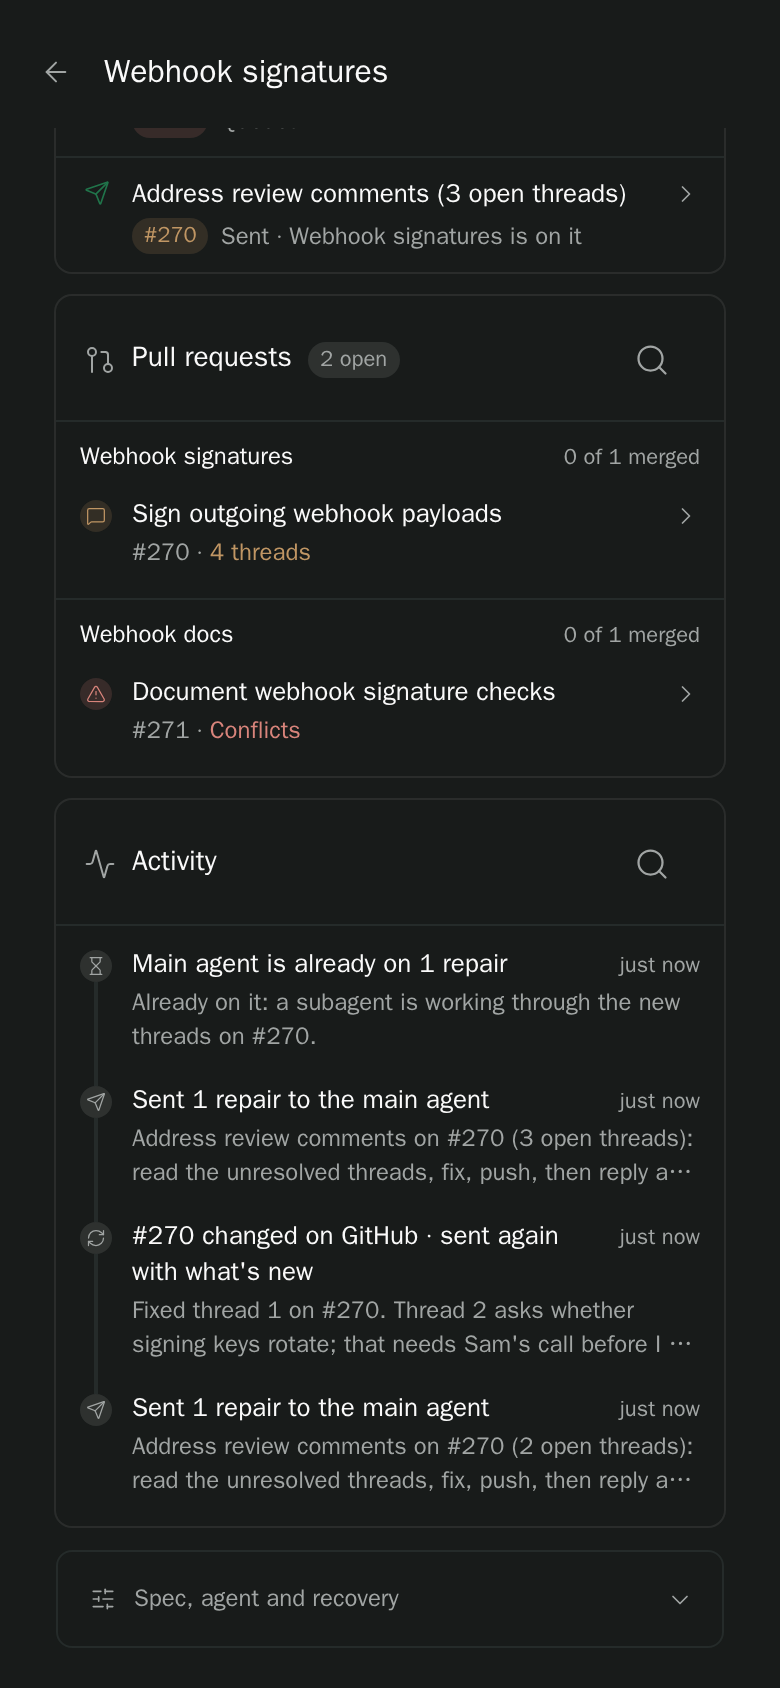 Webhook signatures
Address review comments (3 open threads)
#270 Sent · Webhook signatures is on it
Pull requests 2 open
Webhook signatures 0 of 1 merged
Sign outgoing webhook payloads
#270 · 4 threads
Webhook docs 0 of 1 merged
Document webhook signature checks
#271 · Conflicts
Activity
Main agent is already on 1 repair just now
Already on it: a subagent is working through the new
threads on #270.
Sent 1 repair to the main agent just now
Address review comments on #270 (3 open threads):
read the unresolved threads, fix, push, then reply a…
#270 changed on GitHub · sent again just now
with what's new
Fixed thread 1 on #270. Thread 2 asks whether
signing keys rotate; that needs Sam's call before I …
Sent 1 repair to the main agent just now
Address review comments on #270 (2 open threads):
read the unresolved threads, fix, push, then reply a…
Spec, agent and recovery